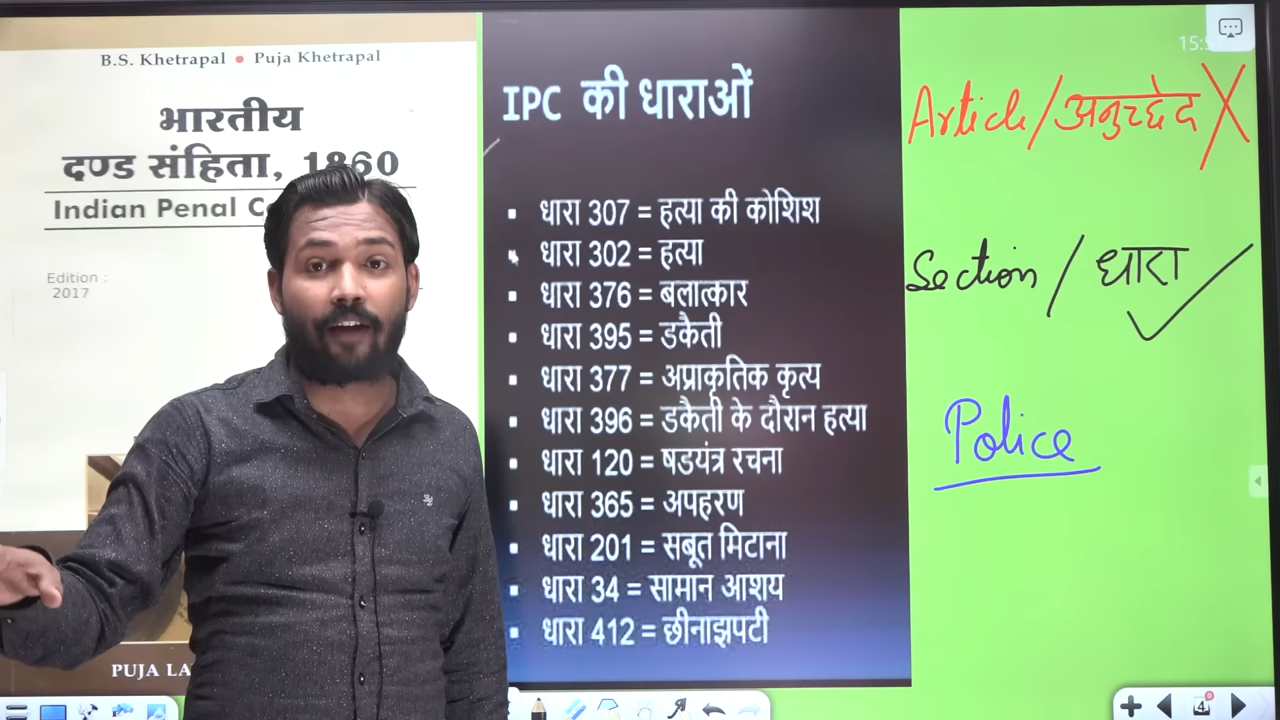 B.S. Khetrapal • Puja Khetrapal
भारतीय
दण्ड संहिता, 1860
Indian Penal C
Edition :
2017
PUJA LA
IPC की धाराओं
▪ धारा 307 = हत्या की कोशिश
▪ धारा 302 = हत्या
▪ धारा 376 = बलात्कार
▪ धारा 395 = डकैती
▪ धारा 377 = अप्राकृतिक कृत्य
▪ धारा 396 = डकैती के दौरान हत्या
▪ धारा 120 = षडयंत्र रचना
▪ धारा 365 = अपहरण
▪ धारा 201 = सबूत मिटाना
▪ धारा 34 = सामान आशय
▪ धारा 412 = छीनाझपटी
Article / अनुच्छेद X
Section / धारा ✓
Police
4